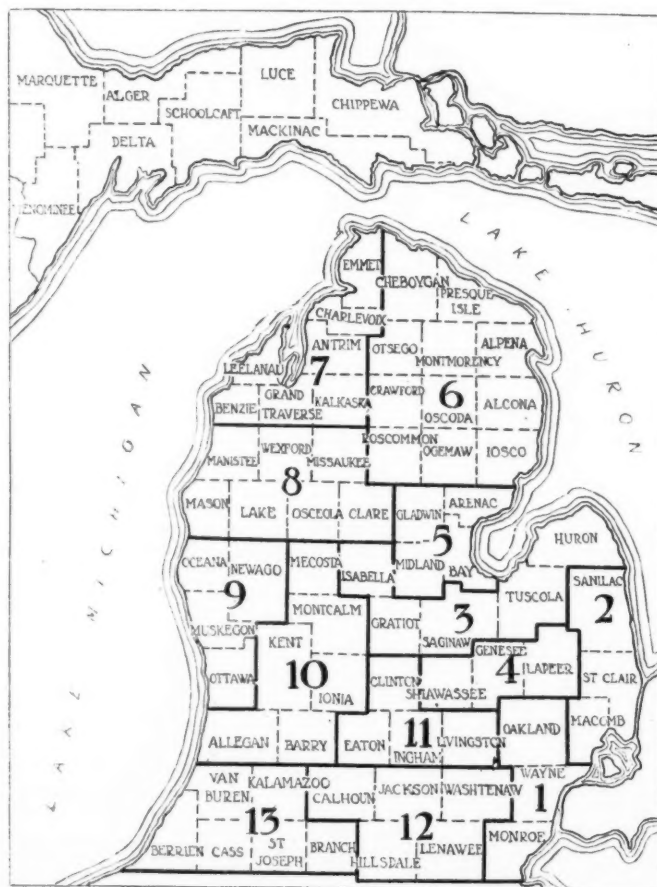 MARQUETTE
ALGER
LUCE
SCHOOLCAFT
CHIPPEWA
DELTA
MACKINAC
LAKE HURON
EMMET
CHEBOYGAN
PRESQUE
ISLE
CHARLEVOIX
ANTRIM
OTSEGO
MONTMORENCY
ALPENA
7
LEELANAU
BENZIE
GRAND
TRAVERSE
KALKASKA
CRAWFORD
6
OSCODA
ALCONA
WEXFORD
MANISTEE
MISSAUKEE
ROSCOMMON
OGEMAW
IOSCO
8
MASON
LAKE
OSCEOLA
CLARE
GLADWIN
ARENAC
5
HURON
OCEANA
NEWAGO
MECOSTA
ISABELLA
MIDLAND
BAY
SANILAC
2
9
MONTCALM
GRATIOT
3
SAGINAW
TUSCOLA
MUSKEGON
KENT
GENESEE
LAPEER
4
OTTAWA
10
IONIA
CLINTON
SHIAWASSEE
ST CLAIR
ALLEGAN
BARRY
EATON
11
INGHAM
LIVINGSTON
OAKLAND
MACOMB
VAN
BUREN
KALAMAZOO
CALHOUN
JACKSON
WASHTENAW
WAYNE
1
13
12
BERRIEN
CASS
ST
JOSEPH
BRANCH
HILLSDALE
LENAWEE
MONROE
LAKE MICHIGAN